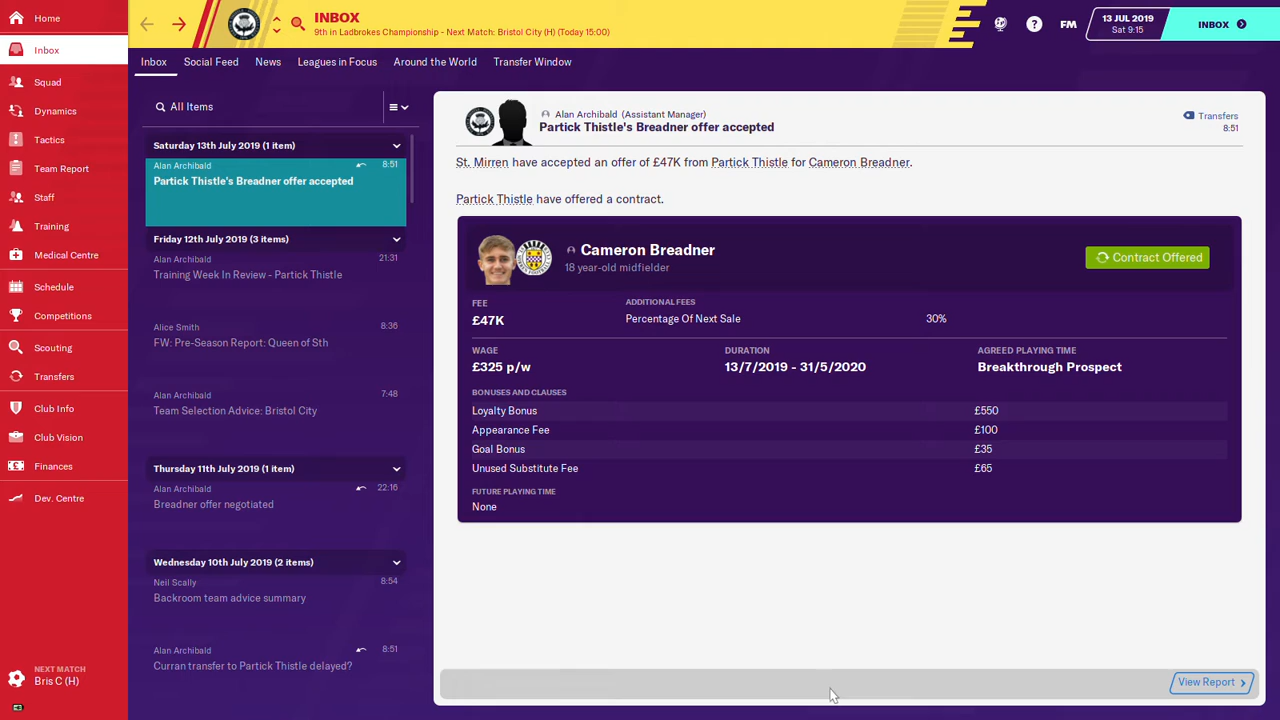 Home
Inbox
Squad
Dynamics
Tactics
Team Report
Staff
Training
Medical Centre
Schedule
Competitions
Scouting
Transfers
Club Info
Club Vision
Finances
Dev. Centre
NEXT MATCH
Bris C (H)
INBOX
9th in Ladbrokes Championship - Next Match: Bristol City (H) (Today 15:00)
? FM
13 JUL 2019
Sat 9:15
INBOX
Inbox Social Feed News Leagues in Focus Around the World Transfer Window
All Items
Saturday 13th July 2019 (1 item)
Alan Archibald 8:51
Partick Thistle's Breadner offer accepted
Friday 12th July 2019 (3 items)
Alan Archibald 21:31
Training Week In Review - Partick Thistle
Alice Smith 8:36
FW: Pre-Season Report: Queen of Sth
Alan Archibald 7:48
Team Selection Advice: Bristol City
Thursday 11th July 2019 (1 item)
Alan Archibald 22:16
Breadner offer negotiated
Wednesday 10th July 2019 (2 items)
Neil Scally 8:54
Backroom team advice summary
Alan Archibald 8:51
Curran transfer to Partick Thistle delayed?
Alan Archibald (Assistant Manager)
Partick Thistle's Breadner offer accepted
Transfers
8:51
St. Mirren have accepted an offer of £47K from Partick Thistle for Cameron Breadner.
Partick Thistle have offered a contract.
Cameron Breadner
18 year-old midfielder
Contract Offered
FEE ADDITIONAL FEES
£47K Percentage Of Next Sale 30%
WAGE DURATION AGREED PLAYING TIME
£325 p/w 13/7/2019 - 31/5/2020 Breakthrough Prospect
BONUSES AND CLAUSES
Loyalty Bonus £550
Appearance Fee £100
Goal Bonus £35
Unused Substitute Fee £65
FUTURE PLAYING TIME
None
View Report